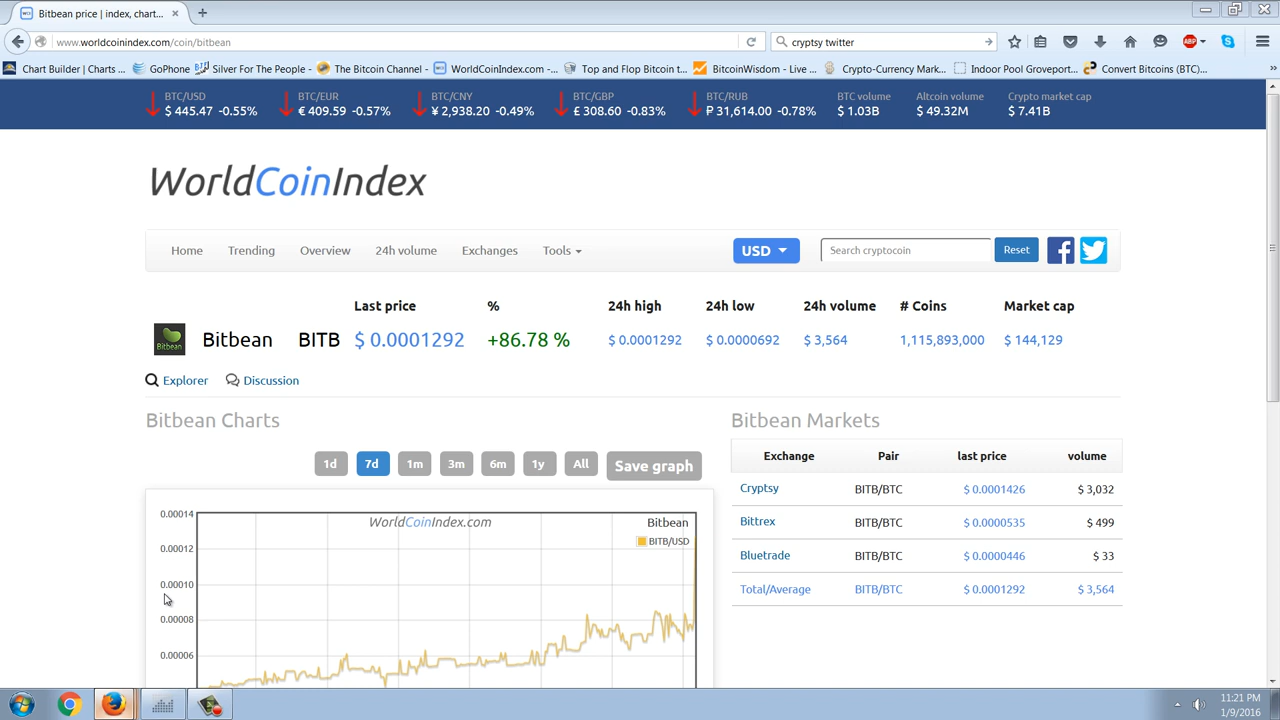 Bitbean price | index, chart...
www.worldcoinindex.com/coin/bitbean
cryptsy twitter
ABP
Chart Builder | Charts ...
GoPhone
Silver For The People - ...
The Bitcoin Channel - ...
WorldCoinIndex.com -...
Top and Flop Bitcoin t...
BitcoinWisdom - Live ...
Crypto-Currency Mark...
Indoor Pool Groveport...
Convert Bitcoins (BTC)...
BTC/USD
$ 445.47 -0.55%
BTC/EUR
€ 409.59 -0.57%
BTC/CNY
¥ 2,938.20 -0.49%
BTC/GBP
£ 308.60 -0.83%
BTC/RUB
₽ 31,614.00 -0.78%
BTC volume
$ 1.03B
Altcoin volume
$ 49.32M
Crypto market cap
$ 7.41B
WorldCoinIndex
Home Trending Overview 24h volume Exchanges Tools
USD
Search cryptocoin
Reset
Last price % 24h high 24h low 24h volume # Coins Market cap
Bitbean Bitbean BITB $ 0.0001292 +86.78 % $ 0.0001292 $ 0.0000692 $ 3,564 1,115,893,000 $ 144,129
Explorer Discussion
Bitbean Charts
1d 7d 1m 3m 6m 1y All Save graph
0.00014
0.00012
0.00010
0.00008
0.00006
WorldCoinIndex.com
Bitbean
BITB/USD
Bitbean Markets
Exchange Pair last price volume
Cryptsy BITB/BTC $ 0.0001426 $ 3,032
Bittrex BITB/BTC $ 0.0000535 $ 499
Bluetrade BITB/BTC $ 0.0000446 $ 33
Total/Average BITB/BTC $ 0.0001292 $ 3,564
11:21 PM
1/9/2016